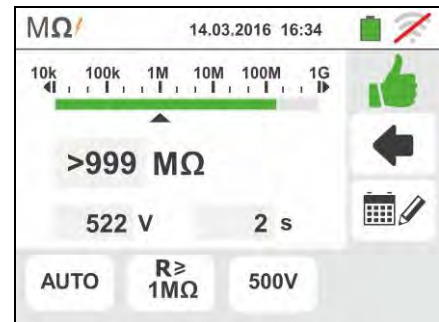 MΩ 14.03.2016 16:34
10k 100k 1M 10M 100M 1G
>999 MΩ
522 V 2 s
AUTO R≥ 1MΩ 500V